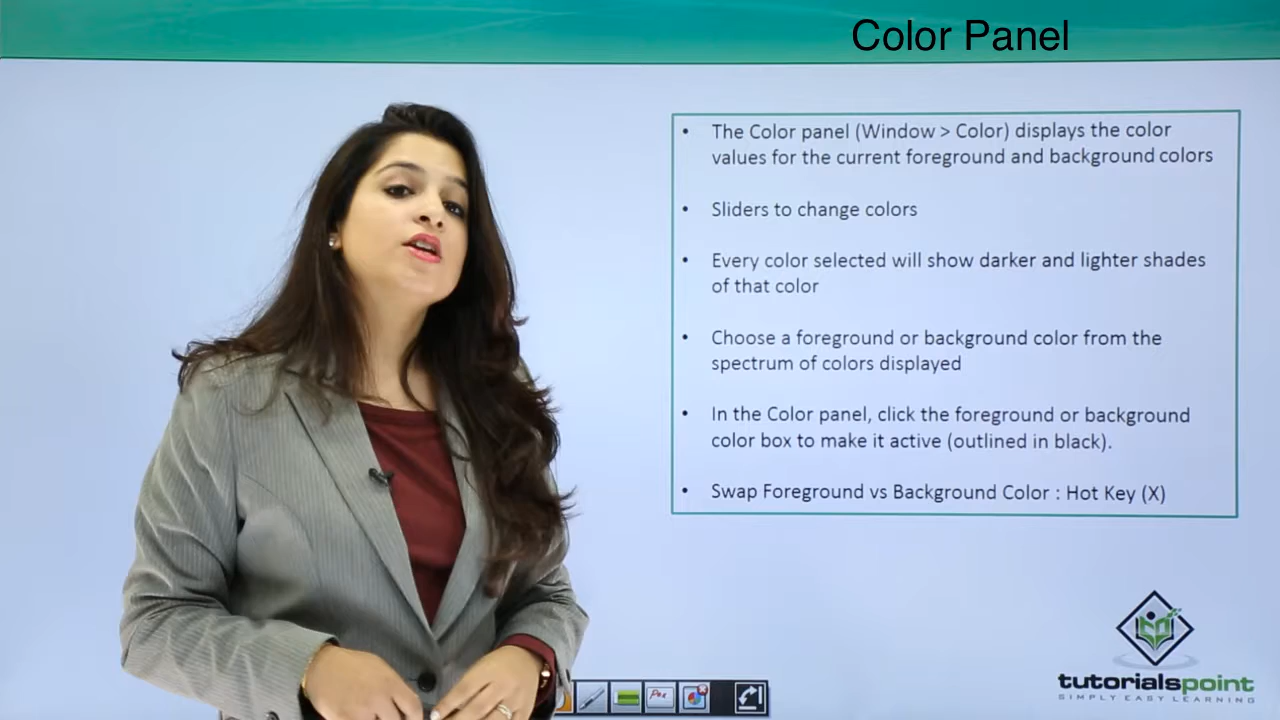 Color Panel
• The Color panel (Window > Color) displays the color
values for the current foreground and background colors
• Sliders to change colors
• Every color selected will show darker and lighter shades
of that color
• Choose a foreground or background color from the
spectrum of colors displayed
• In the Color panel, click the foreground or background
color box to make it active (outlined in black).
• Swap Foreground vs Background Color : Hot Key (X)
Pen
tutorialspoint
SIMPLY EASY LEARNING